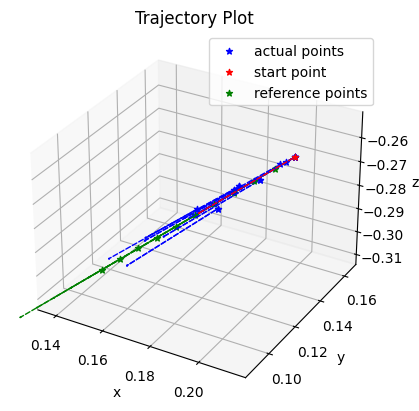 Trajectory Plot
actual points
start point
reference points
−0.26
−0.27
−0.28
−0.29
−0.30
−0.31
z
0.16
0.14
0.12
0.10
y
0.14
0.16
0.18
0.20
x